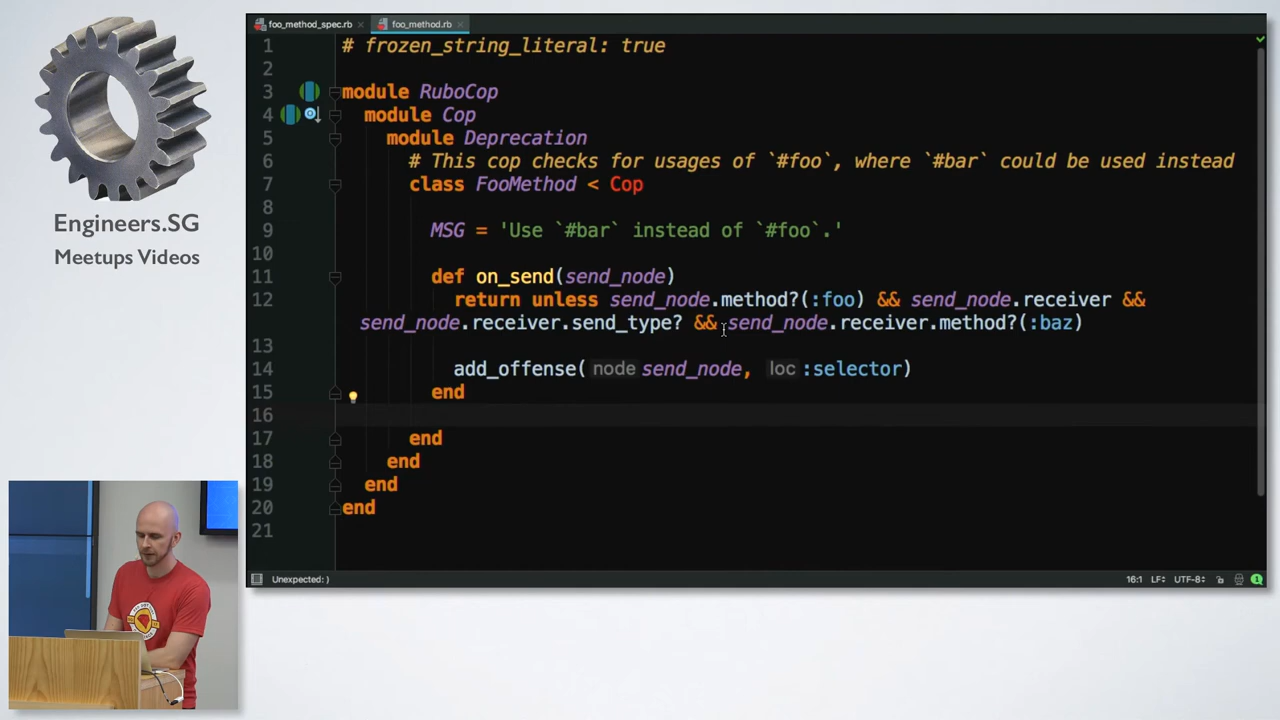 foo_method_spec.rb
foo_method.rb
Engineers.SG
Meetups Videos
1 # frozen_string_literal: true
2
3 module RuboCop
4 module Cop
5 module Deprecation
6 # This cop checks for usages of `#foo`, where `#bar` could be used instead
7 class FooMethod < Cop
8
9 MSG = 'Use `#bar` instead of `#foo`.'
10
11 def on_send(send_node)
12 return unless send_node.method?(:foo) && send_node.receiver &&
send_node.receiver.send_type? && send_node.receiver.method?(:baz)
13
14 add_offense( node send_node, loc :selector)
15 end
16
17 end
18 end
19 end
20 end
21
Unexpected: ) 16:1 LF UTF-8 1